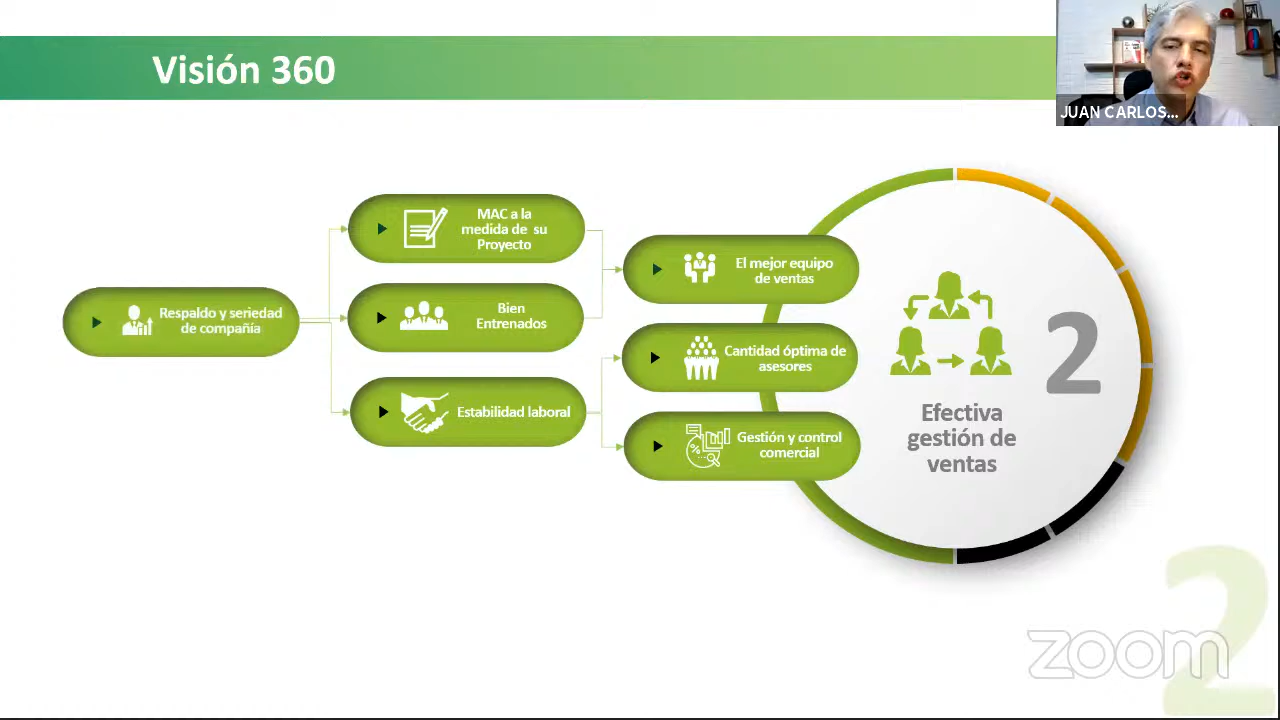 Visión 360
JUAN CARLOS...
MAC a la
medida de su
Proyecto
Respaldo y seriedad
de compañía
Bien
Entrenados
Estabilidad laboral
El mejor equipo
de ventas
Cantidad óptima de
asesores
Gestión y control
comercial
%
2
Efectiva
gestión de
ventas
2
zoom